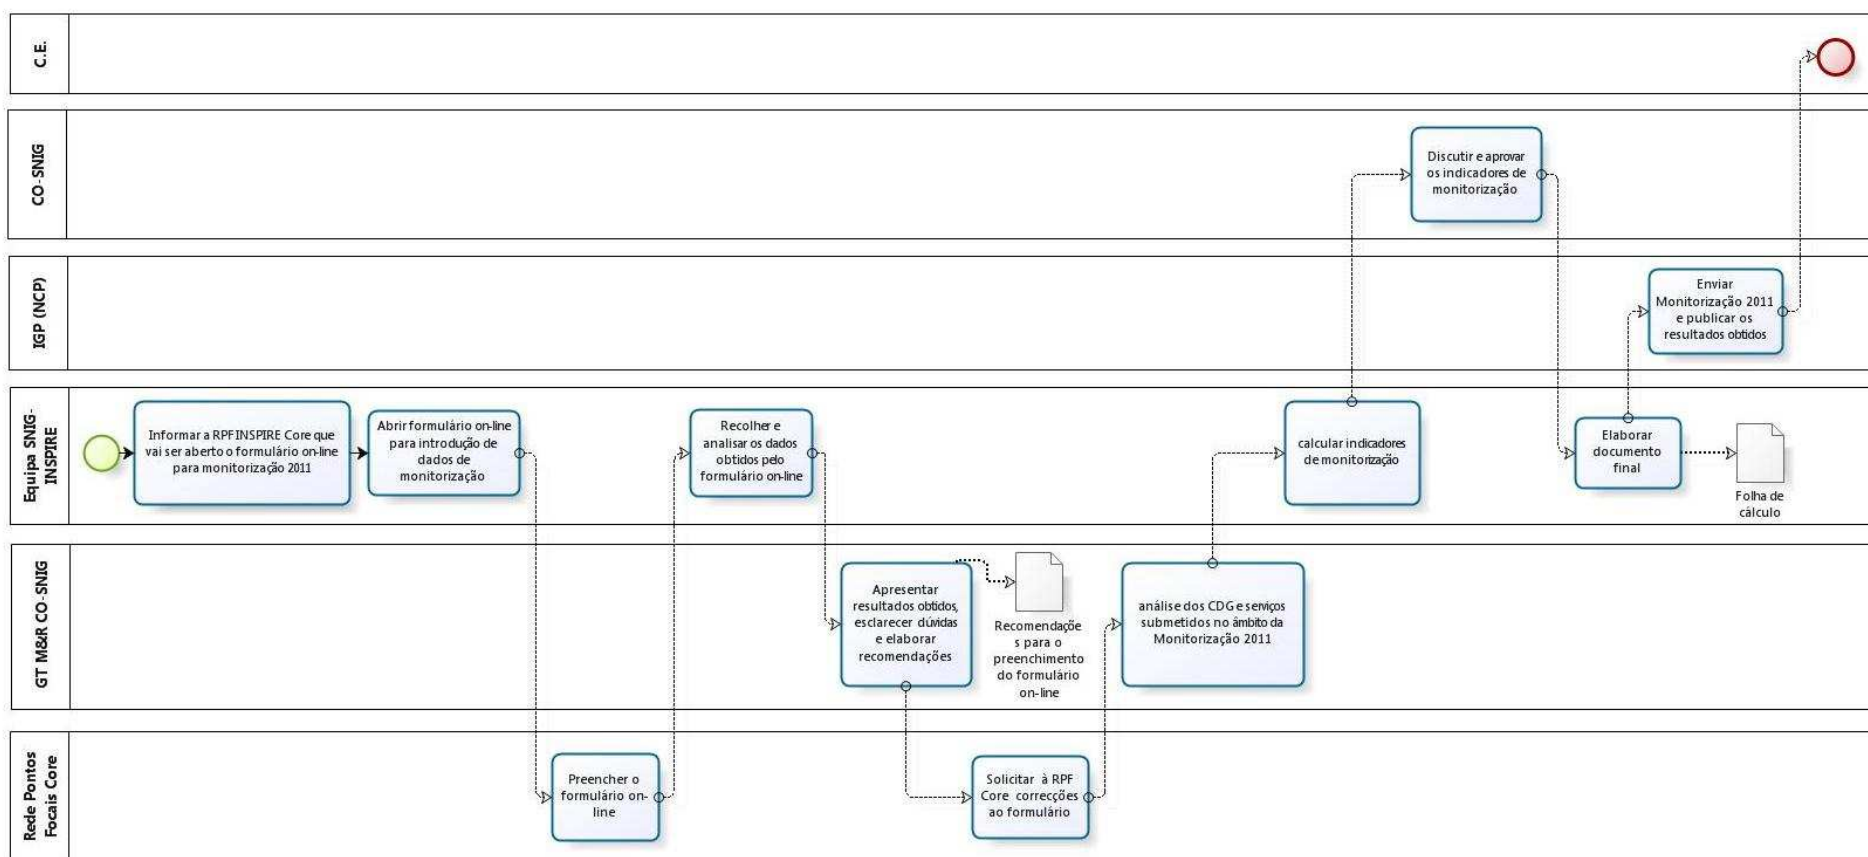 C.E.
CO-SNIG
Discutir e aprovar
os indicadores de
monitorização
IGP (NCP)
Enviar
Monitorização 2011
e publicar os
resultados obtidos
Equipa SNIG-
INSPIRE
Informar a RPF INSPIRE Core que
vai ser aberto o formulário on-line
para monitorização 2011
Abrir formulário on-line
para introdução de
dados de
monitorização
Recolher e
analisar os dados
obtidos pelo
formulário on-line
calcular indicadores
de monitorização
Elaborar
documento
final
Folha de
cálculo
GT M&R CO-SNIG
Apresentar
resultados obtidos,
esclarecer dúvidas
e elaborar
recomendações
Recomendaçõe
s para o
preenchimento
do formulário
on-line
análise dos CDG e serviços
submetidos no âmbito da
Monitorização 2011
Rede Pontos
Focais Core
Preencher o
formulário on-
line
Solicitar à RPF
Core correcções
ao formulário